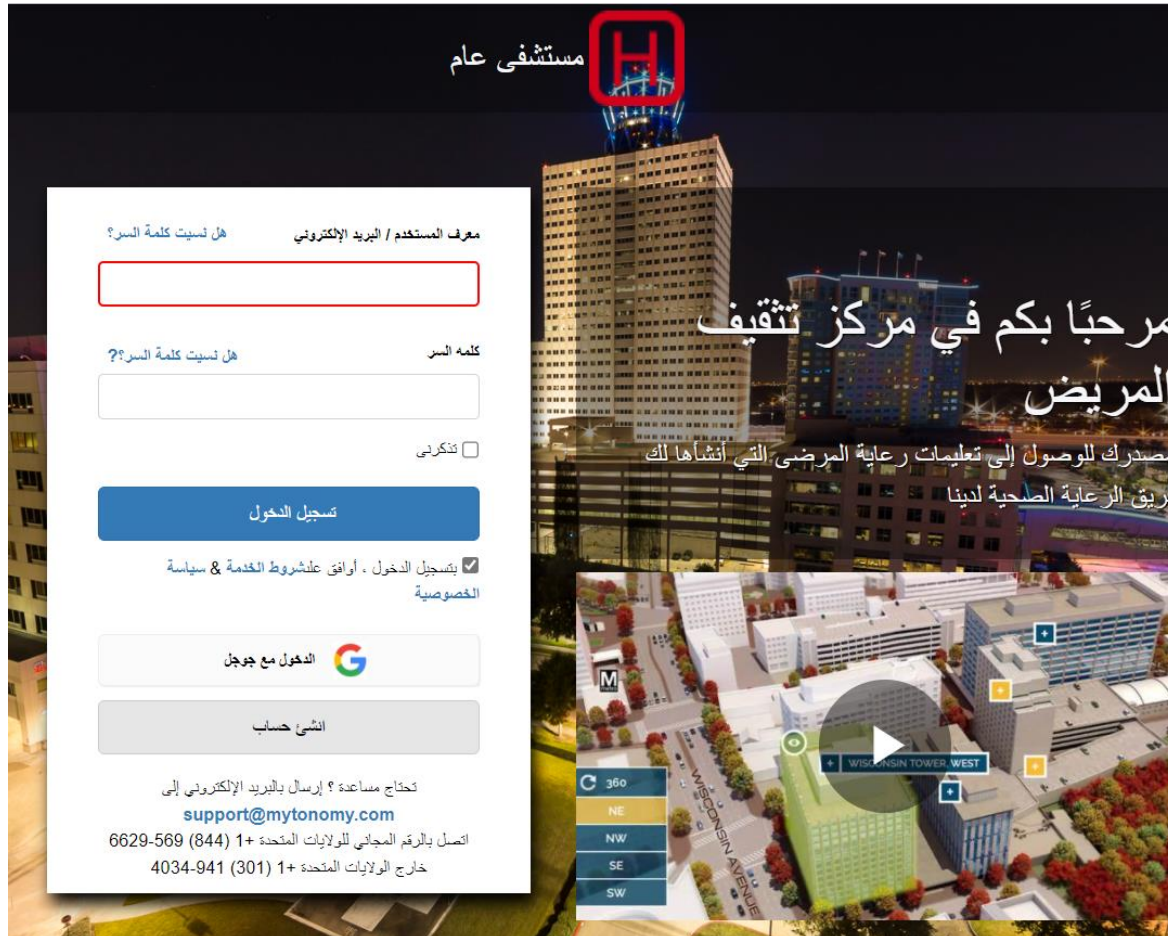 مستشفى عام
معرف المستخدم / البريد الإلكتروني هل نسيت كلمة السر؟
كلمه السر هل نسيت كلمة السر؟?
تذكرنى
تسجيل الدخول
بتسجيل الدخول ، أوافق علىشروط الخدمة & سياسة
الخصوصية
الدخول مع جوجل
انشئ حساب
تحتاج مساعدة ؟ إرسال بالبريد الإلكتروني إلى
support@mytonomy.com
اتصل بالرقم المجاني للولايات المتحدة +1 (844) 569-6629
خارج الولايات المتحدة +1 (301) 941-4034
مرحبًا بكم في مركز تثقيف
المريض
مصدرك للوصول إلى تعليمات رعاية المرضى التي أنشأها لك
فريق الرعاية الصحية لدينا
M
WISCONSIN TOWER, WEST
WISCONSIN AVENUE
360
NE
NW
SE
SW